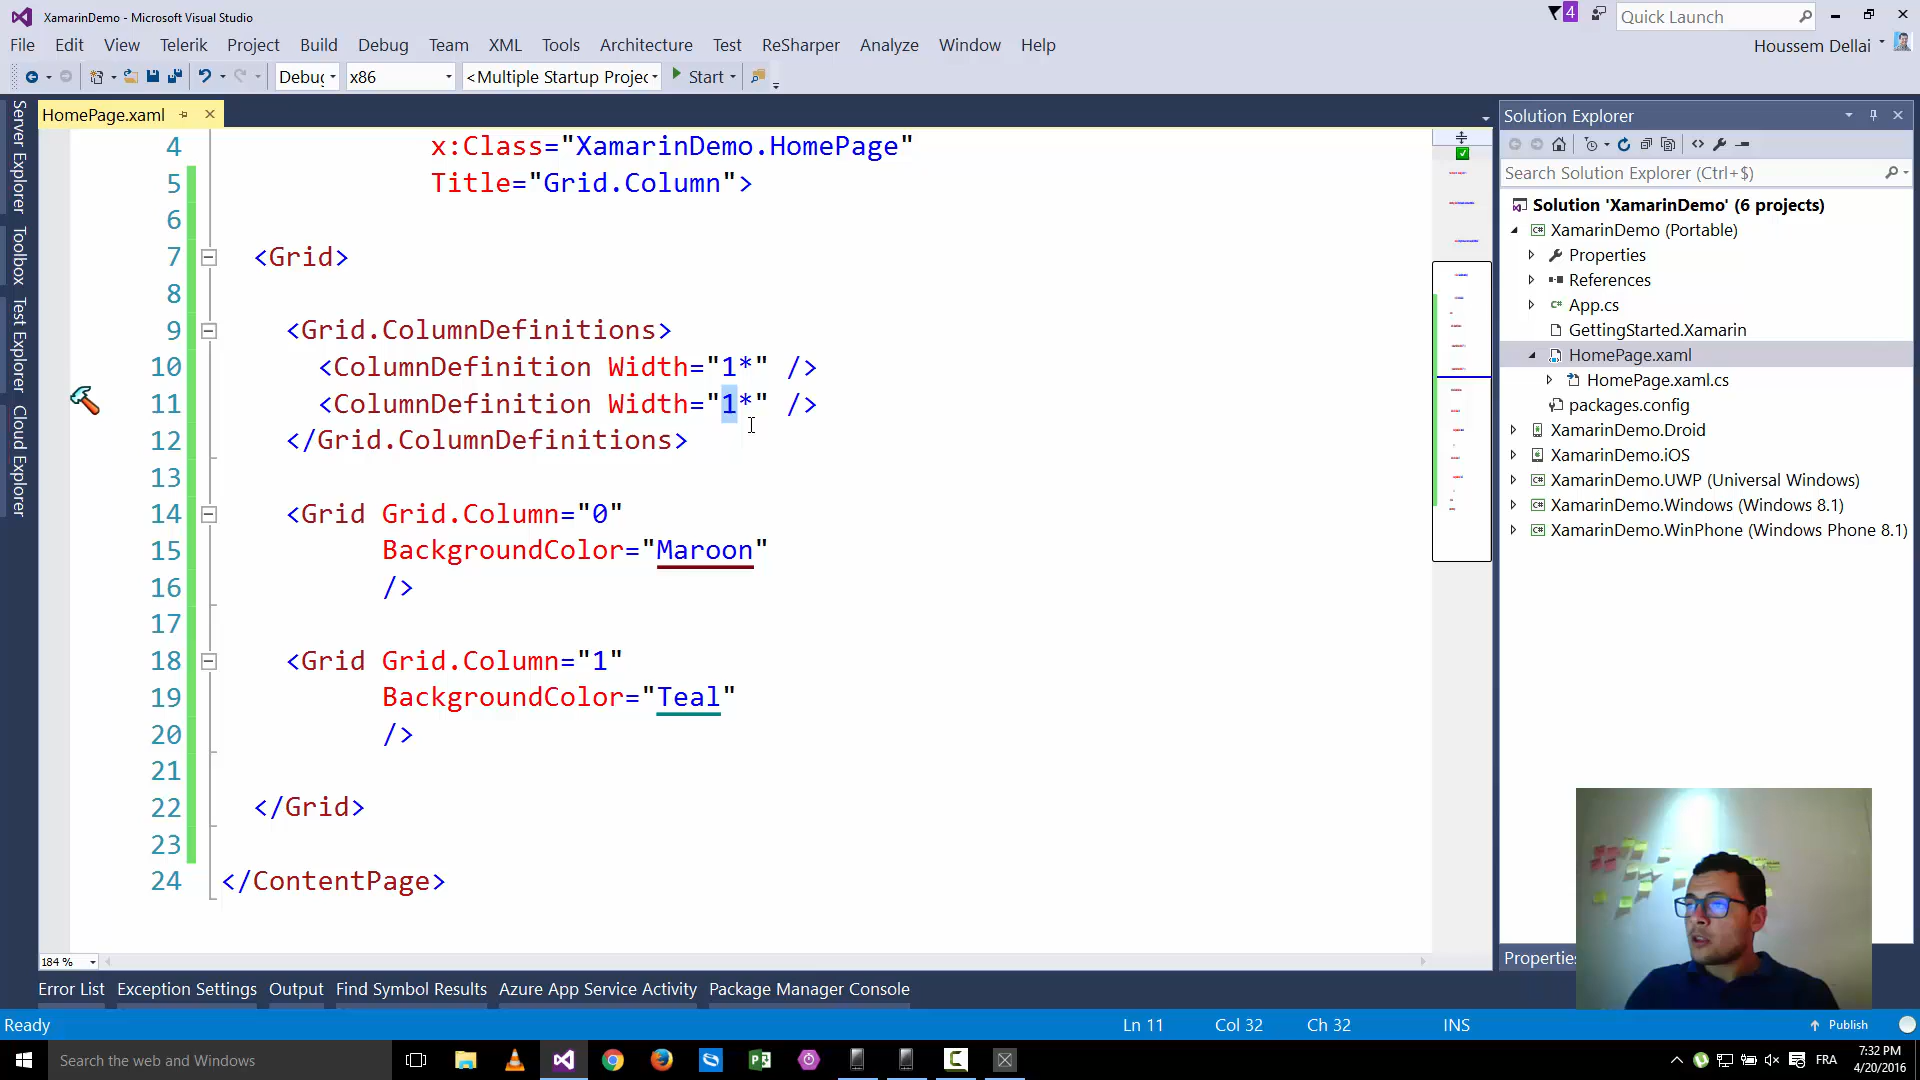 XamarinDemo - Microsoft Visual Studio
4
Quick Launch
File Edit View Telerik Project Build Debug Team XML Tools Architecture Test ReSharper Analyze Window Help
Houssem Dellai
Debug x86 <Multiple Startup Projec Start
Server Explorer
Toolbox
Test Explorer
Cloud Explorer
HomePage.xaml
4 x:Class="XamarinDemo.HomePage"
5 Title="Grid.Column">
6
7 <Grid>
8
9 <Grid.ColumnDefinitions>
10 <ColumnDefinition Width="1*" />
11 <ColumnDefinition Width="1*" />
12 </Grid.ColumnDefinitions>
13
14 <Grid Grid.Column="0"
15 BackgroundColor="Maroon"
16 />
17
18 <Grid Grid.Column="1"
19 BackgroundColor="Teal"
20 />
21
22 </Grid>
23
24 </ContentPage>
184 %
Solution Explorer
Search Solution Explorer (Ctrl+$)
Solution 'XamarinDemo' (6 projects)
XamarinDemo (Portable)
Properties
References
App.cs
GettingStarted.Xamarin
HomePage.xaml
HomePage.xaml.cs
packages.config
XamarinDemo.Droid
XamarinDemo.iOS
XamarinDemo.UWP (Universal Windows)
XamarinDemo.Windows (Windows 8.1)
XamarinDemo.WinPhone (Windows Phone 8.1)
Properties
Error List Exception Settings Output Find Symbol Results Azure App Service Activity Package Manager Console
Ready Ln 11 Col 32 Ch 32 INS Publish
Search the web and Windows
FRA
7:32 PM
4/20/2016